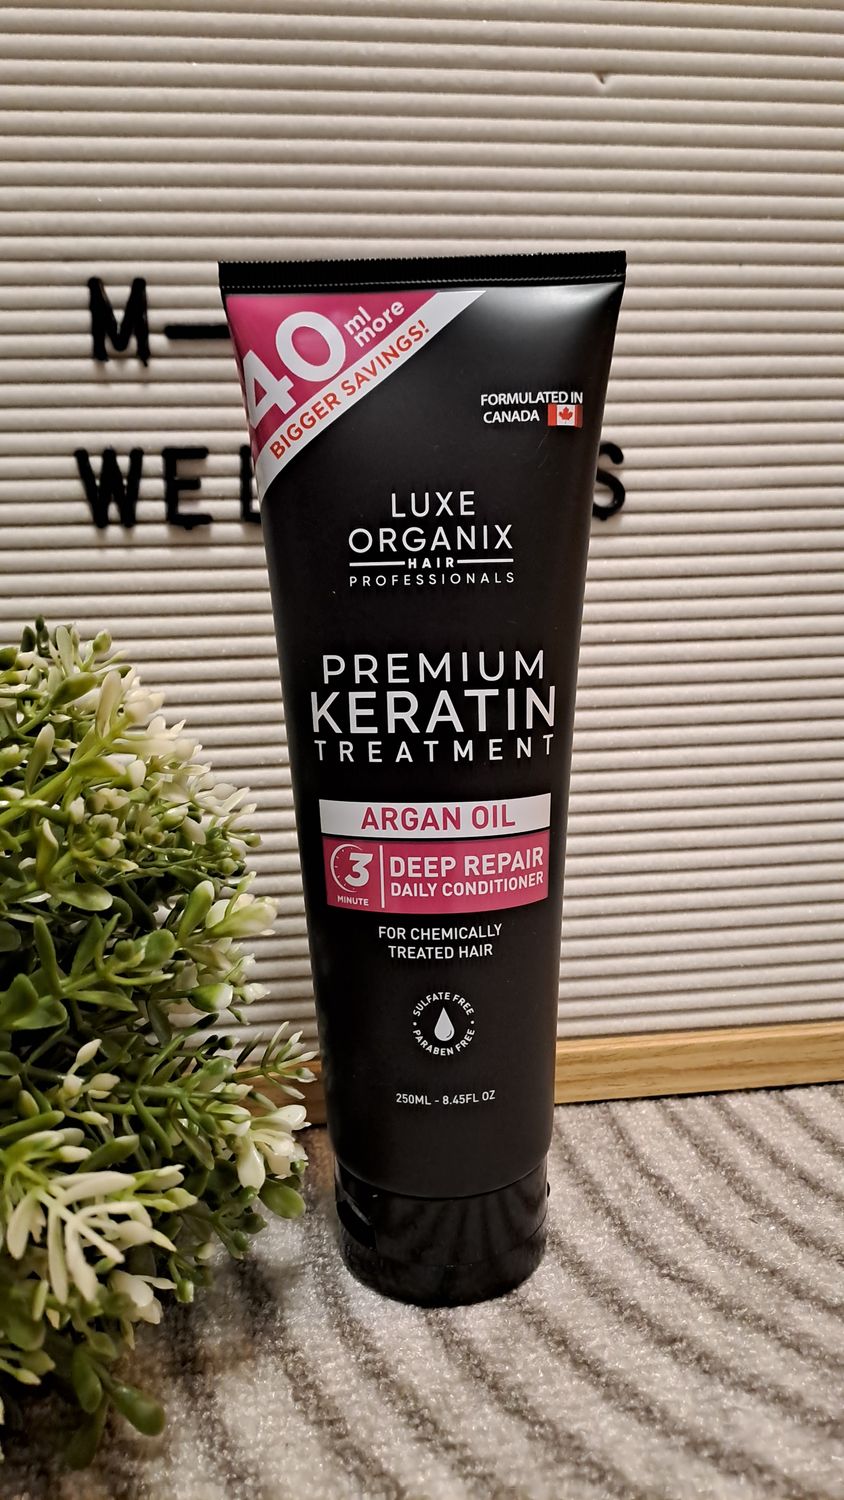 M—
WE
S
40 ml
more
BIGGER SAVINGS!
FORMULATED IN
CANADA
LUXE
ORGANIX
HAIR
PROFESSIONALS
PREMIUM
KERATIN
TREATMENT
ARGAN OIL
3
MINUTE
DEEP REPAIR
DAILY CONDITIONER
FOR CHEMICALLY
TREATED HAIR
SULFATE FREE
PARABEN FREE
250ML - 8.45FL OZ